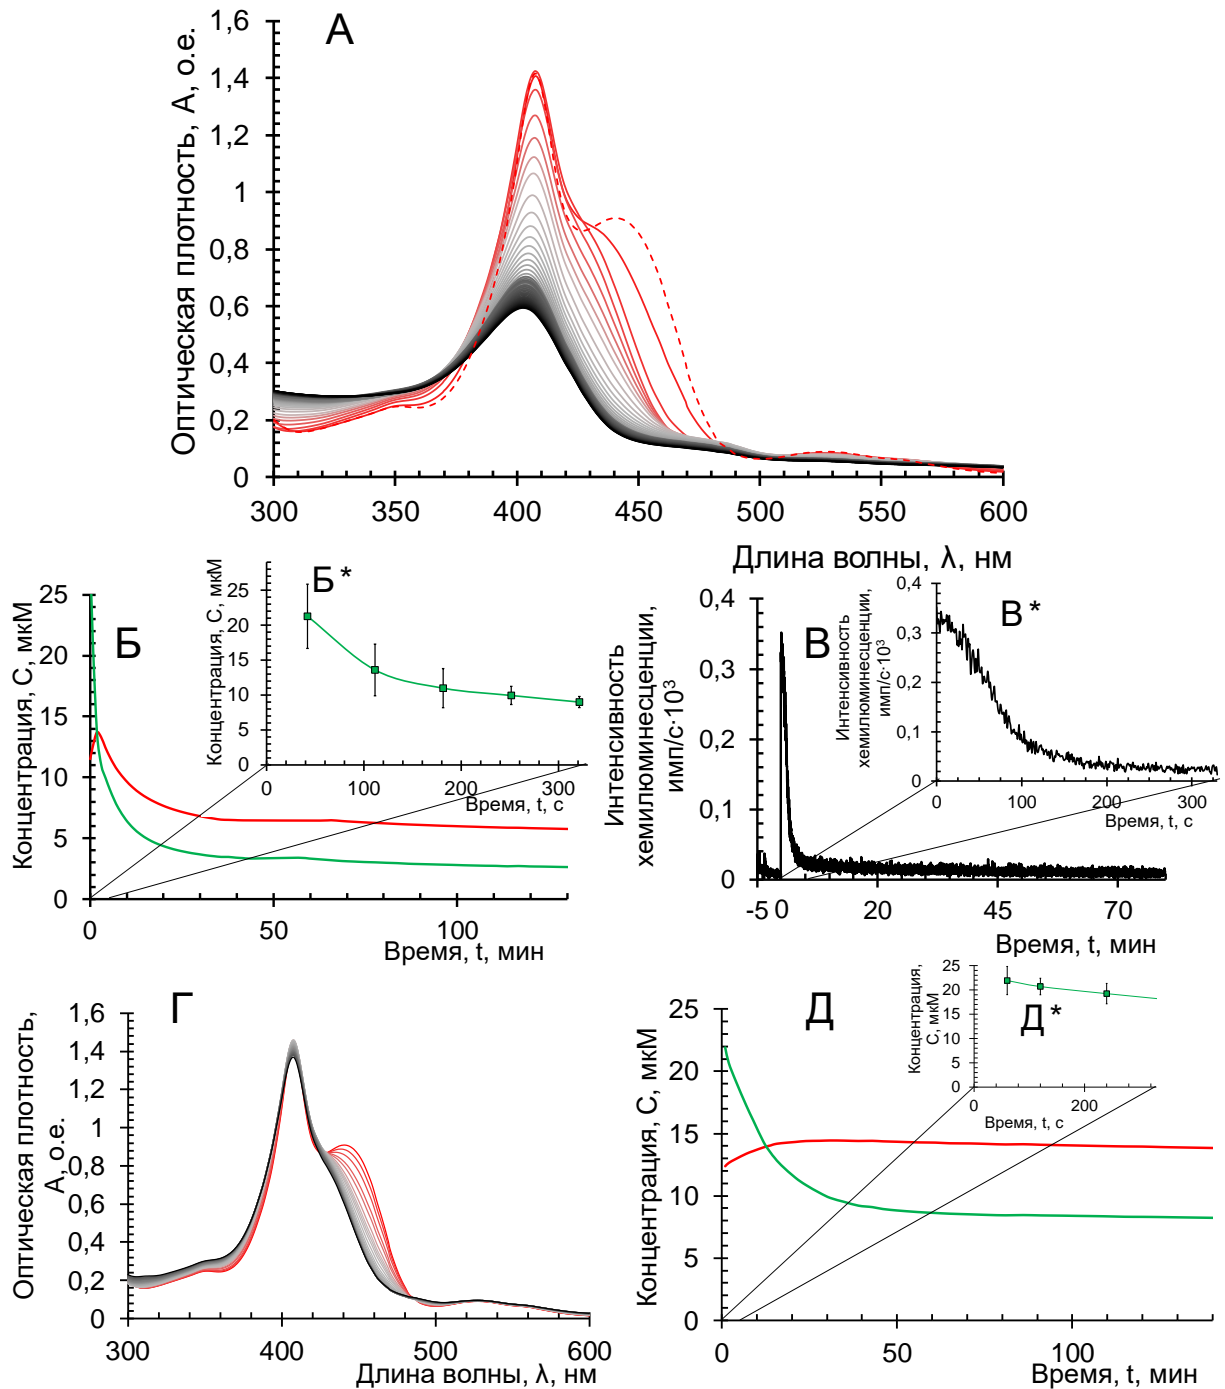 А
Оптическая плотность, А, о.е.
1,6
1,4
1,2
1
0,8
0,6
0,4
0,2
0
300 350 400 450 500 550 600
Длина волны, λ, нм
Б
Концентрация, С, мкМ
25
20
15
10
5
0
0 50 100
Время, t, мин
Б*
Концентрация, С, мкМ
25
20
15
10
5
0
0 100 200 300
Время, t, с
В
Интенсивность
хемилюминесценции,
имп/с·10³
0,4
0,3
0,2
0,1
0
-5 0 20 45 70
Время, t, мин
В*
Интенсивность
хемилюминесценции,
имп/с·10³
0,4
0,3
0,2
0,1
0
0 100 200 300
Время, t, с
Г
Оптическая плотность,
А, о.е.
1,6
1,4
1,2
1
0,8
0,6
0,4
0,2
0
300 400 500 600
Длина волны, λ, нм
Д
Концентрация, С, мкМ
25
20
15
10
5
0
0 50 100
Время, t, мин
Д*
Концентрация,
С, мкМ
25
20
15
10
5
0
0 200
Время, t, с